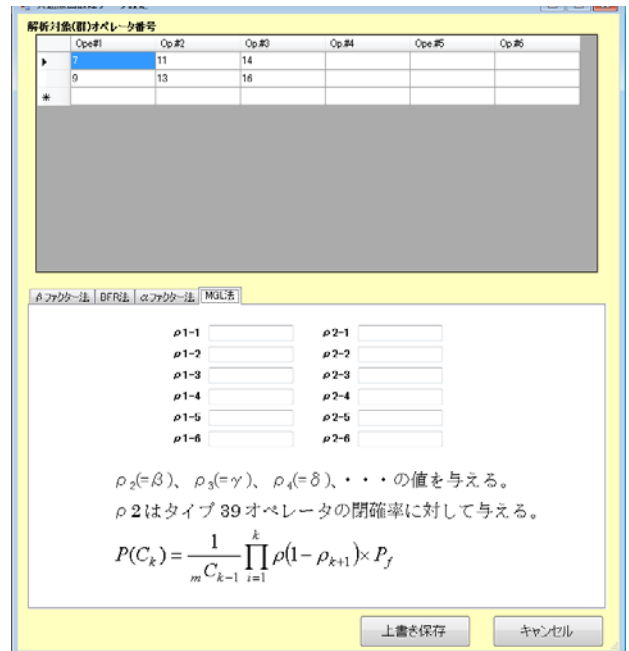 解析対象(群)オペレータ番号
Ope#1 Op.#2 Op.#3 Op.#4 Ope.#5 Op.#6
7 11 14
9 13 16
*
βファクター法 BFR法 αファクター法 MGL法
ρ1-1 ρ2-1
ρ1-2 ρ2-2
ρ1-3 ρ2-3
ρ1-4 ρ2-4
ρ1-5 ρ2-5
ρ1-6 ρ2-6
ρ₂(=β)、ρ₃(=γ)、ρ₄(=δ)、・・・の値を与える。
ρ2はタイプ39オペレータの閉確率に対して与える。
P(C_k) = 1/(_mC_{k-1}) ∏_{i=1}^{k} ρ(1-ρ_{k+1})×P_f
上書き保存 キャンセル